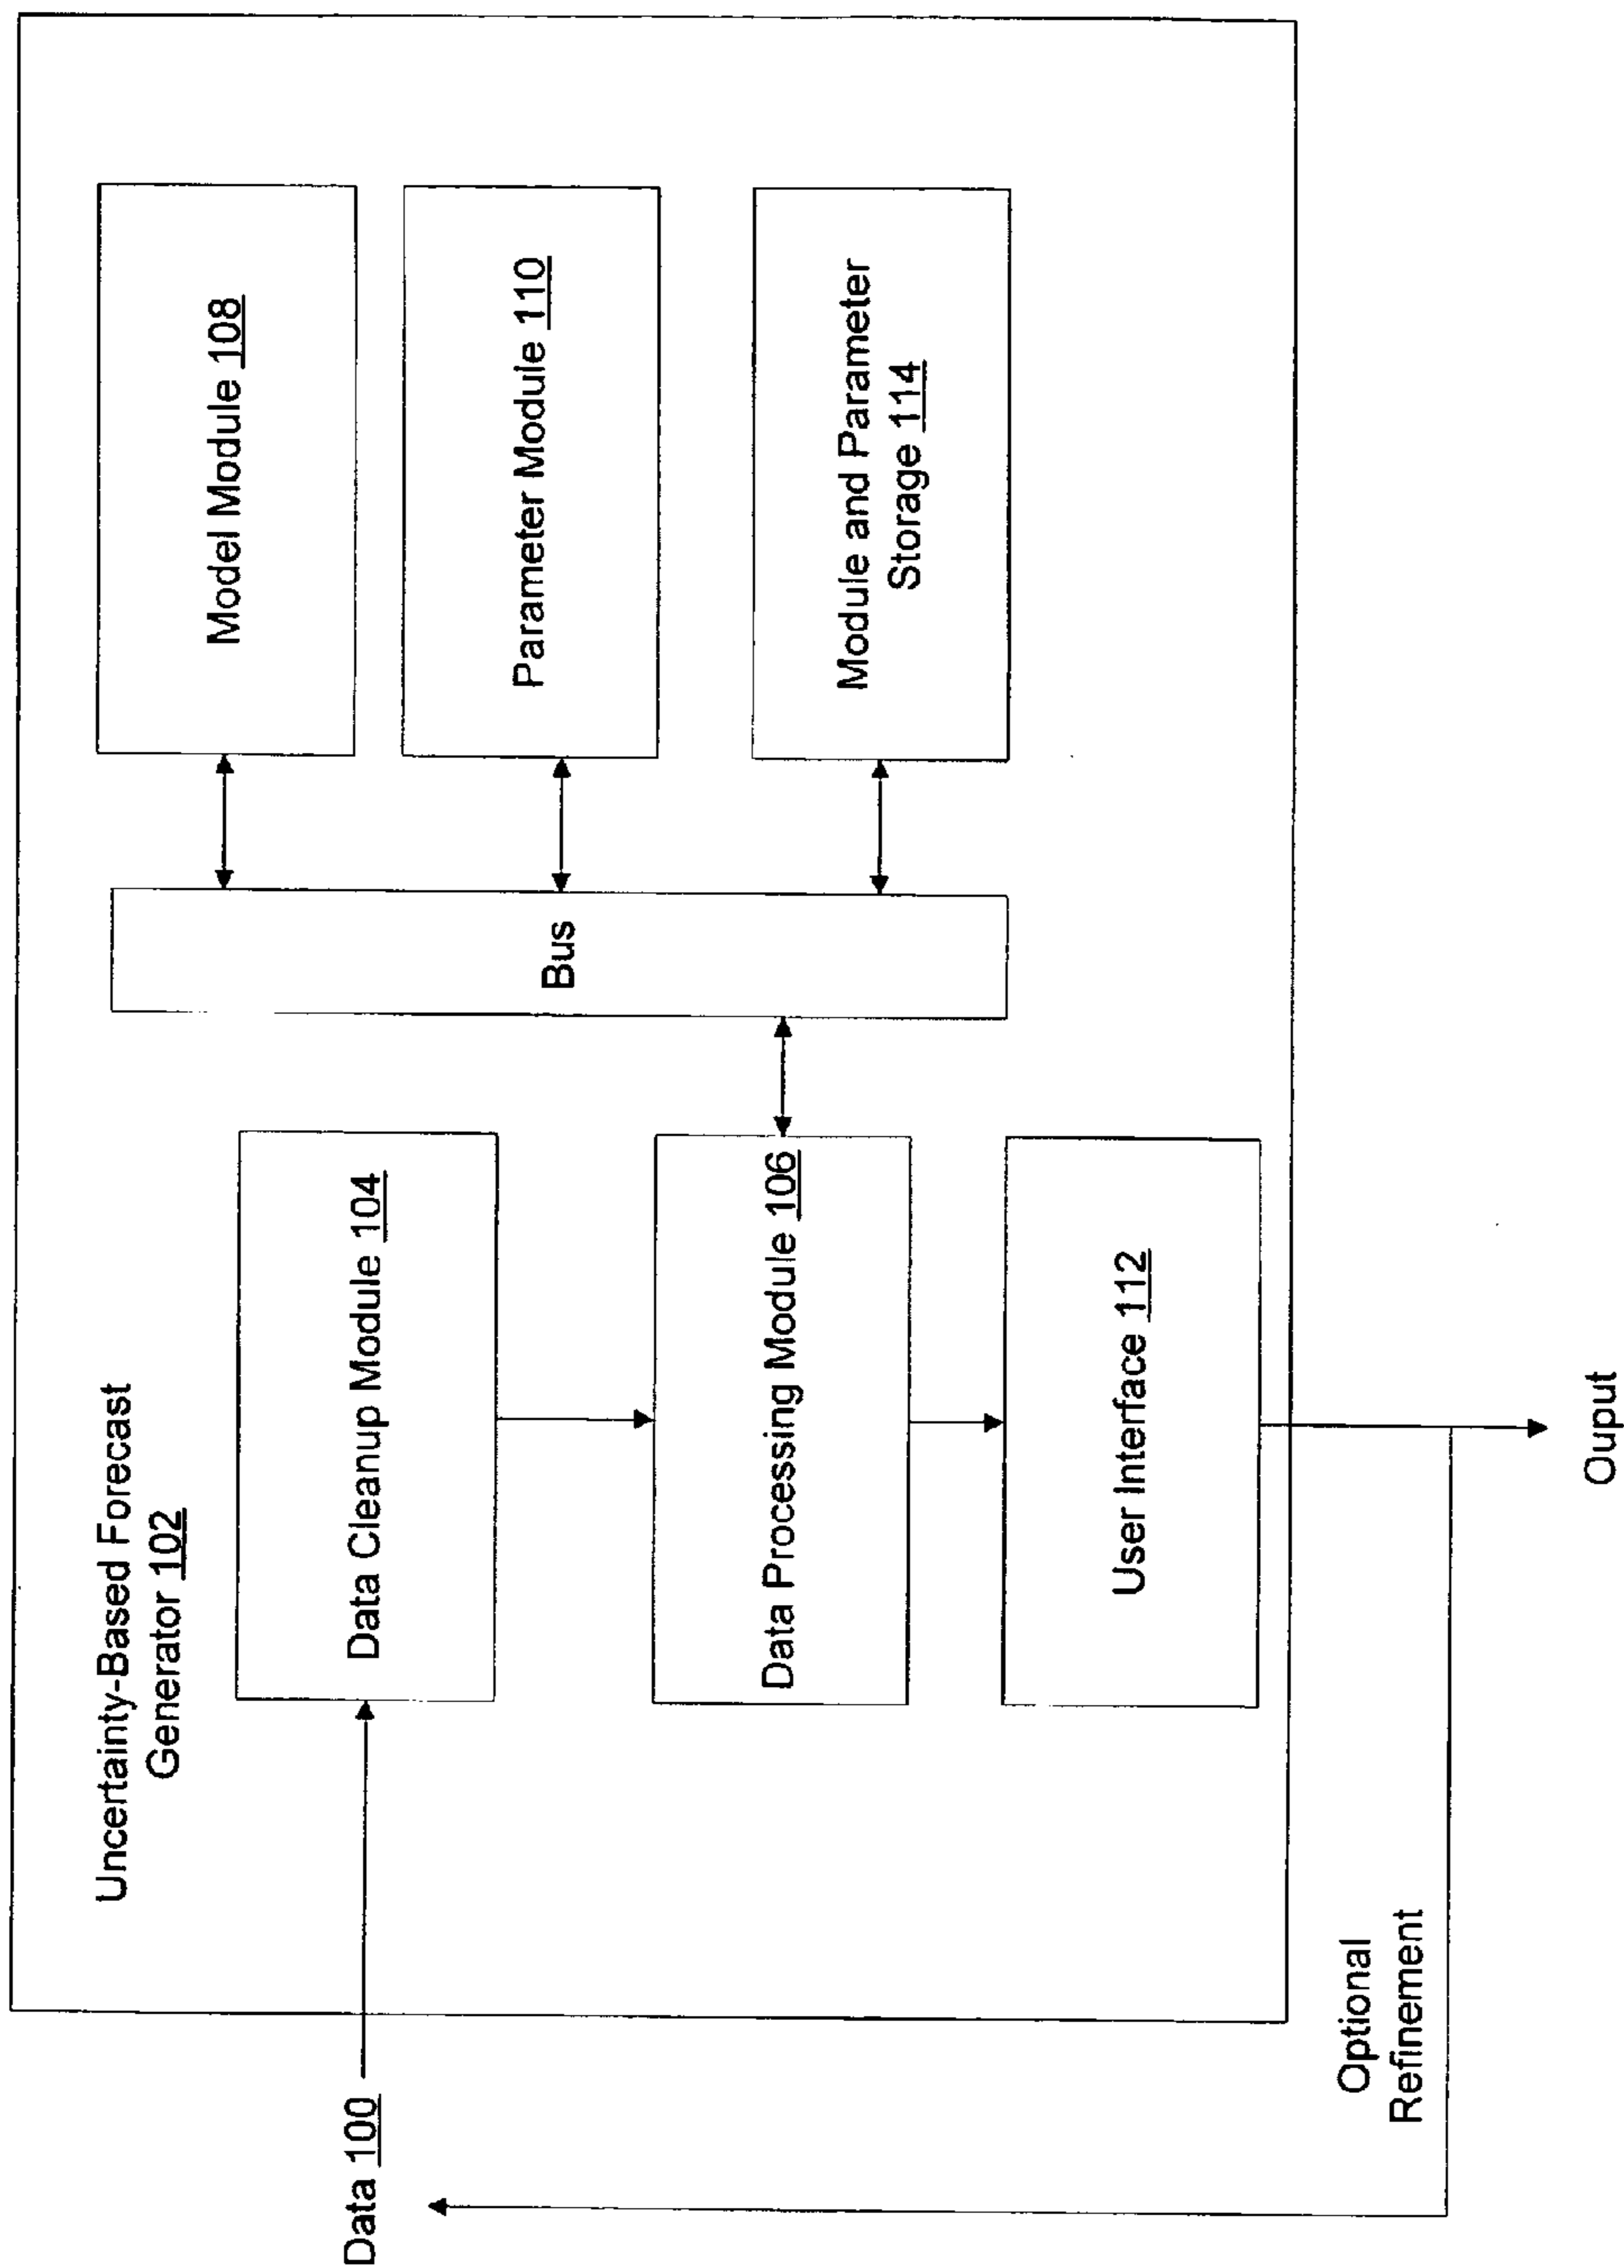 Uncertainty-Based Forecast
Generator 102
Data 100
Data Cleanup Module 104
Data Processing Module 106
User Interface 112
Bus
Model Module 108
Parameter Module 110
Module and Parameter
Storage 114
Optional
Refinement
Ouput